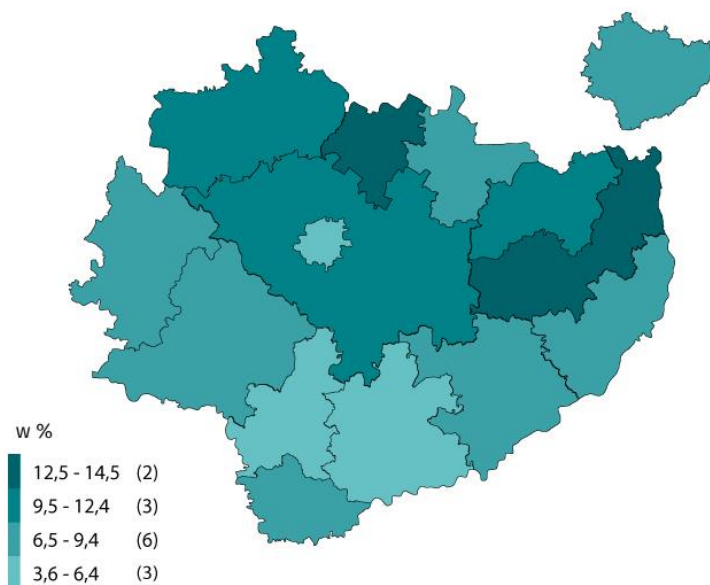 w %
12,5 - 14,5 (2)
9,5 - 12,4 (3)
6,5 - 9,4 (6)
3,6 - 6,4 (3)